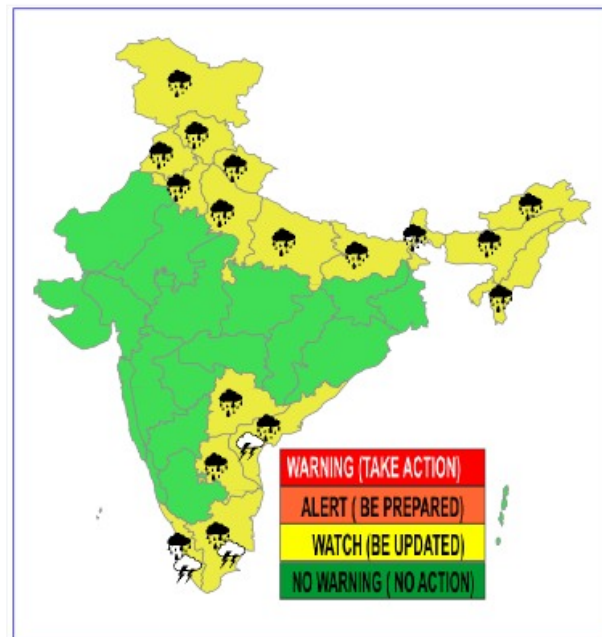 WARNING (TAKE ACTION)
ALERT ( BE PREPARED)
WATCH (BE UPDATED)
NO WARNING ( NO ACTION)